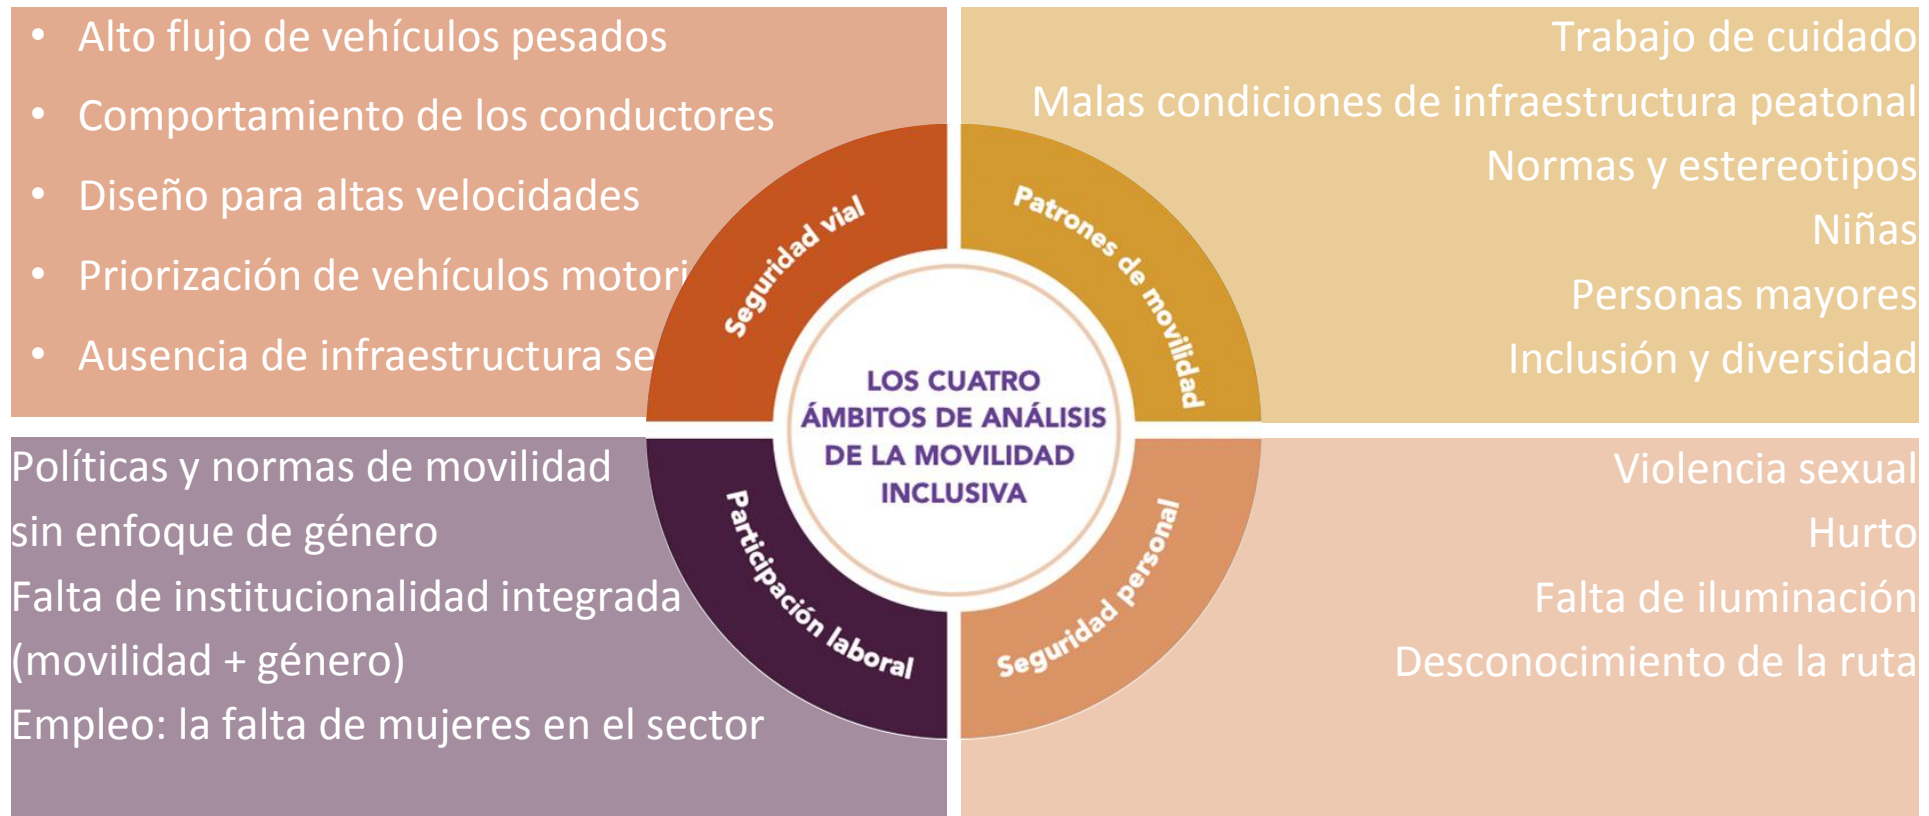 • Alto flujo de vehículos pesados
• Comportamiento de los conductores
• Diseño para altas velocidades
• Priorización de vehículos
• Ausencia de infraestructura
Trabajo de cuidado
Malas condiciones de infraestructura peatonal
Normas y estereotipos
Niñas
Personas mayores
Inclusión y diversidad
Seguridad vial
Patrones de movilidad
LOS CUATRO
ÁMBITOS DE ANÁLISIS
DE LA MOVILIDAD
INCLUSIVA
Participación laboral
Seguridad personal
Políticas y normas de movilidad
sin enfoque de género
Falta de institucionalidad integrada
(movilidad + género)
Empleo: la falta de mujeres en el sector
Violencia sexual
Hurto
Falta de iluminación
Desconocimiento de la ruta